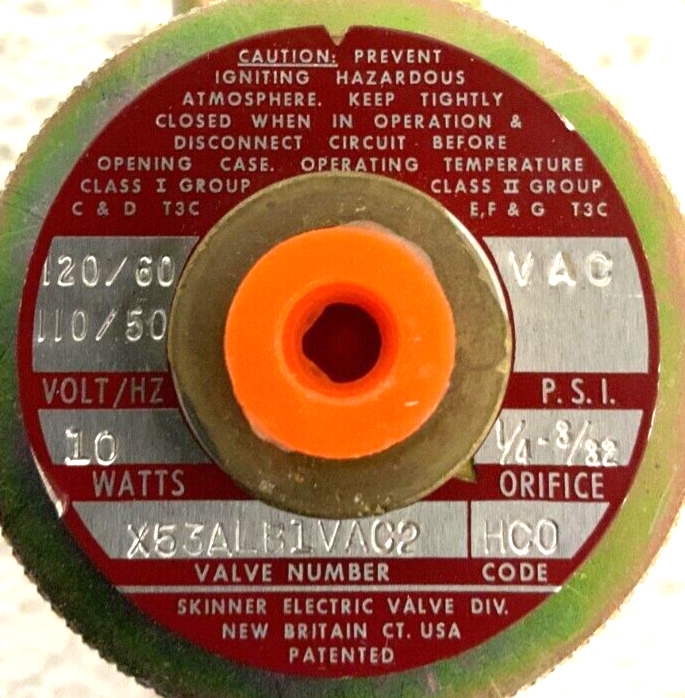 CAUTION: PREVENT
IGNITING HAZARDOUS
ATMOSPHERE. KEEP TIGHTLY
CLOSED WHEN IN OPERATION &
DISCONNECT CIRCUIT BEFORE
OPENING CASE. OPERATING TEMPERATURE
CLASS I GROUP CLASS II GROUP
C & D T3C E,F & G T3C
120/60 VAC
110/50
VOLT/HZ P.S.I.
10 1/4-3/32
WATTS ORIFICE
X53ALB1VAC2 HCO
VALVE NUMBER CODE
SKINNER ELECTRIC VALVE DIV.
NEW BRITAIN CT. USA
PATENTED